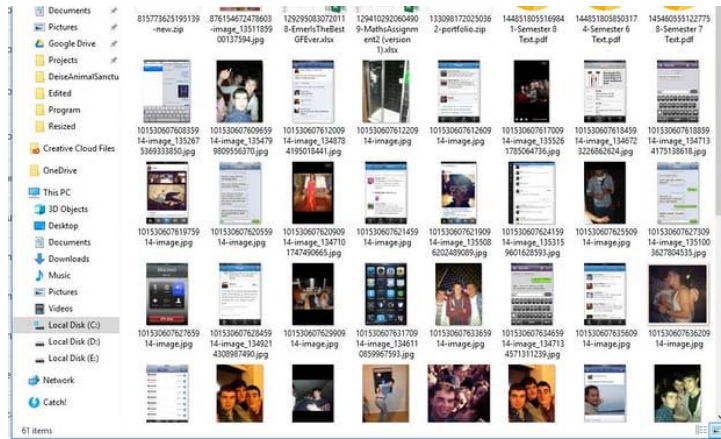 Documents
Pictures
Google Drive
Projects
DeiseAnimalSanctu
Edited
Program
Resized
Creative Cloud Files
OneDrive
This PC
3D Objects
Desktop
Documents
Downloads
Music
Pictures
Videos
Local Disk (C:)
Local Disk (D:)
Local Disk (E:)
Network
Catch!
61 items
815773625195139
-new.zip
876154672478603
-image_13511859
00137594.jpg
129295083072011
8-EmerIsTheBest
GFEver.xlsx
129410292060490
9-MathsAssignm
ent2 (version
1).xlsx
133098172025036
2-portfolio.zip
144851805516984
1-Semester 8
Text.pdf
144851805850317
4-Semester 6
Text.pdf
145460555122775
8-Semester 7
Text.pdf
101530607608359
14-image_135267
5369333850.jpg
101530607609659
14-image_135479
9809556370.jpg
101530607612009
14-image_134878
4195018441.jpg
101530607612209
14-image.jpg
101530607612609
14-image.jpg
101530607617009
14-image_135526
1785064736.jpg
101530607618459
14-image_134672
3226862624.jpg
101530607618859
14-image_134713
4175138618.jpg
101530607619759
14-image.jpg
101530607620559
14-image.jpg
101530607620909
14-image_134710
1747490665.jpg
101530607621459
14-image.jpg
101530607621909
14-image_135508
6202489089.jpg
101530607624159
14-image_135315
9601628593.jpg
101530607625509
14-image.jpg
101530607627309
14-image_135100
3627804535.jpg
101530607627659
14-image.jpg
101530607628459
14-image_134921
4308987490.jpg
101530607629909
14-image.jpg
101530607631709
14-image_134611
0859967593.jpg
101530607633659
14-image.jpg
101530607634659
14-image_134713
4571311239.jpg
101530607635609
14-image.jpg
101530607636209
14-image.jpg